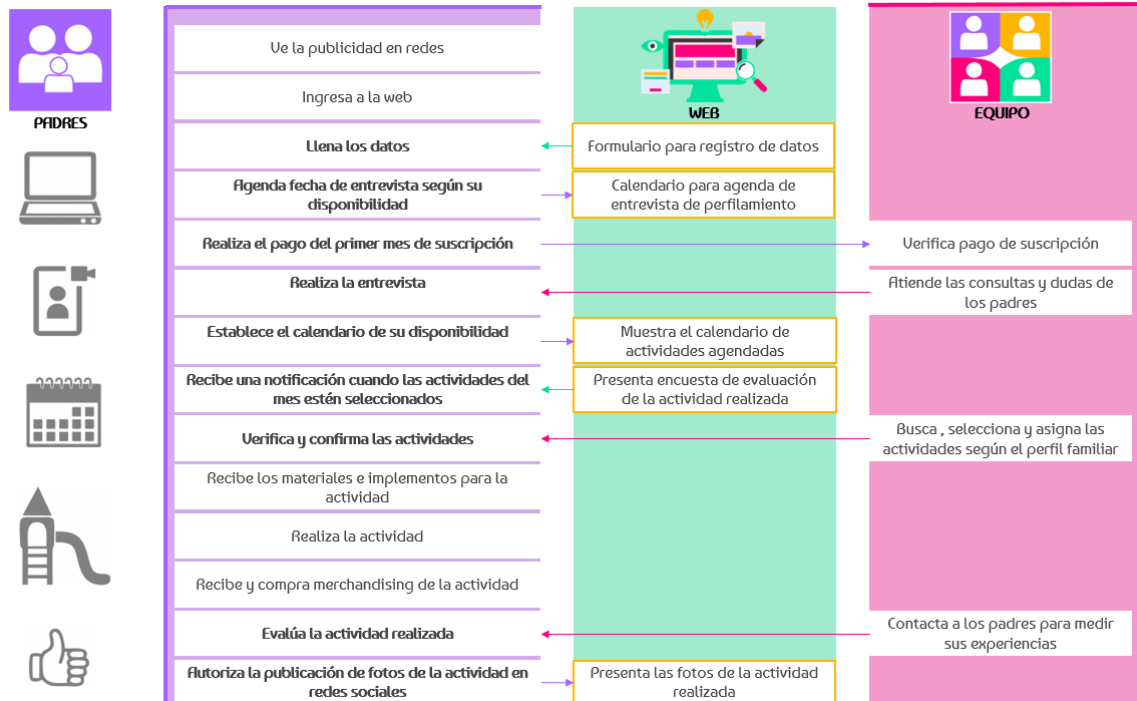 PADRES
WEB
EQUIPO
Ve la publicidad en redes
Ingresa a la web
Llena los datos
Formulario para registro de datos
Agenda fecha de entrevista según su
disponibilidad
Calendario para agenda de
entrevista de perfilamiento
Realiza el pago del primer mes de suscripción
Verifica pago de suscripción
Realiza la entrevista
Atiende las consultas y dudas de
los padres
Establece el calendario de su disponibilidad
Muestra el calendario de
actividades agendadas
Recibe una notificación cuando las actividades del
mes estén seleccionados
Presenta encuesta de evaluación
de la actividad realizada
Verifica y confirma las actividades
Busca , selecciona y asigna las
actividades según el perfil familiar
Recibe los materiales e implementos para la
actividad
Realiza la actividad
Recibe y compra merchandising de la actividad
Evalúa la actividad realizada
Contacta a los padres para medir
sus experiencias
Autoriza la publicación de fotos de la actividad en
redes sociales
Presenta las fotos de la actividad
realizada